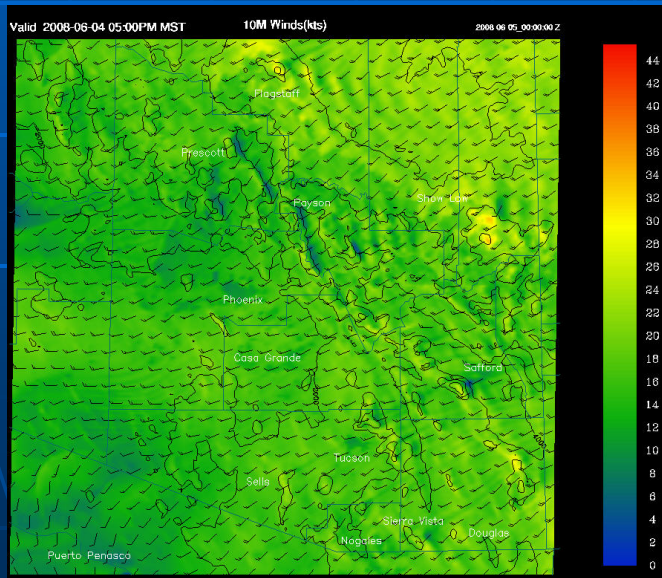 Valid 2008-06-04 05:00PM MST 10M Winds(kts) 2008 06 05_00:00:00 Z
Flagstaff
Prescott
Payson
Show Low
Phoenix
Casa Grande
Safford
Tucson
Sells
Sierra Vista
Nogales
Douglas
Puerto Penasco
44
42
40
38
36
34
32
30
28
26
24
22
20
18
16
14
12
10
8
6
4
2
0